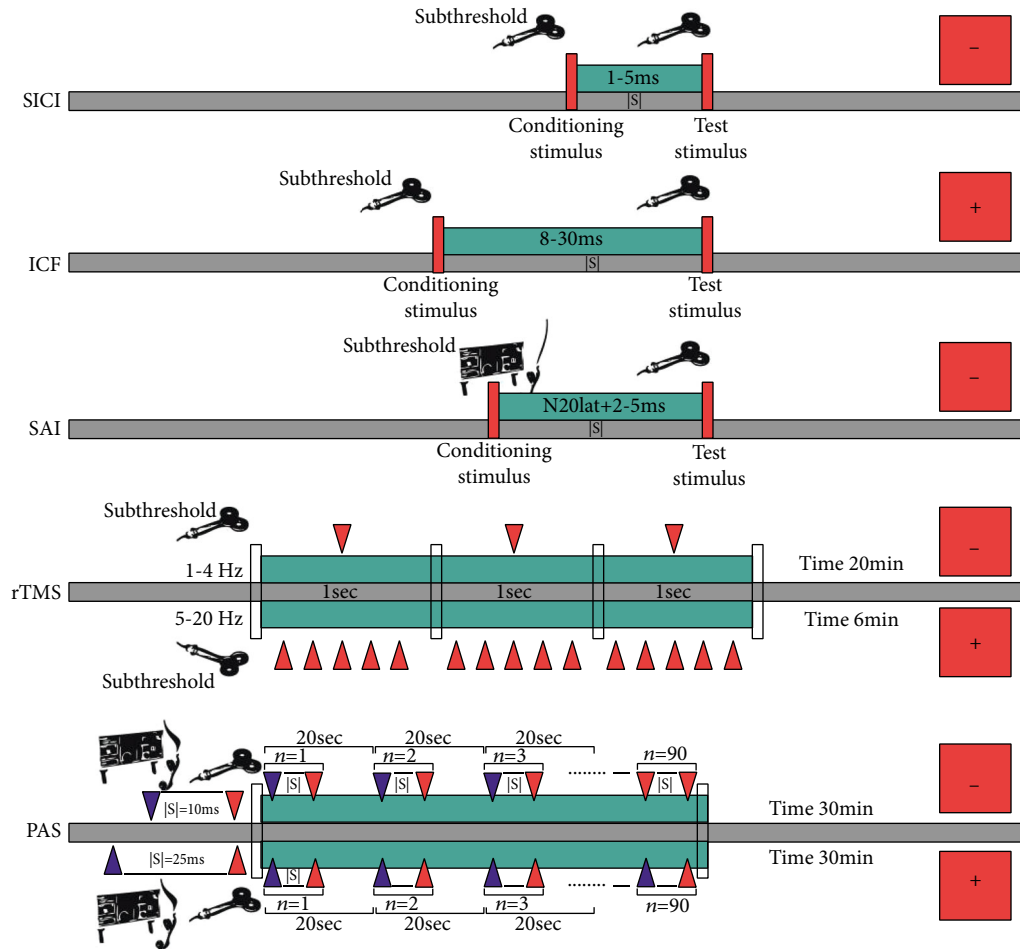 Subthreshold
–
1-5ms
SICI
|S|
Conditioning stimulus
Test stimulus
Subthreshold
+
8-30ms
ICF
|S|
Conditioning stimulus
Test stimulus
Subthreshold
–
N20lat+2-5ms
SAI
|S|
Conditioning stimulus
Test stimulus
Subthreshold
–
1-4 Hz
Time 20min
rTMS
1sec
1sec
1sec
5-20 Hz
Time 6min
+
Subthreshold
20sec
20sec
20sec
n=1
n=2
n=3
n=90
|S|
|S|
|S|
........ —
|S|
–
|S|=10ms
Time 30min
PAS
|S|=25ms
Time 30min
|S|
........ —
+
n=1
n=2
n=3
n=90
20sec
20sec
20sec